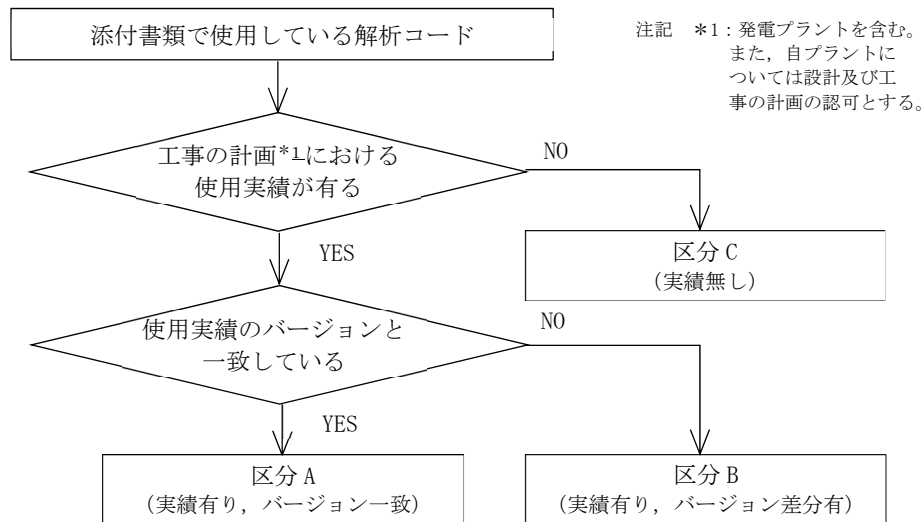 添付書類で使用している解析コード
注記 *1：発電プラントを含む。
また，自プラントに
ついては設計及び工
事の計画の認可とする。
工事の計画*1における
使用実績が有る
NO
YES
区分C
（実績無し）
使用実績のバージョンと
一致している
NO
YES
区分A
（実績有り，バージョン一致）
区分B
（実績有り，バージョン差分有）